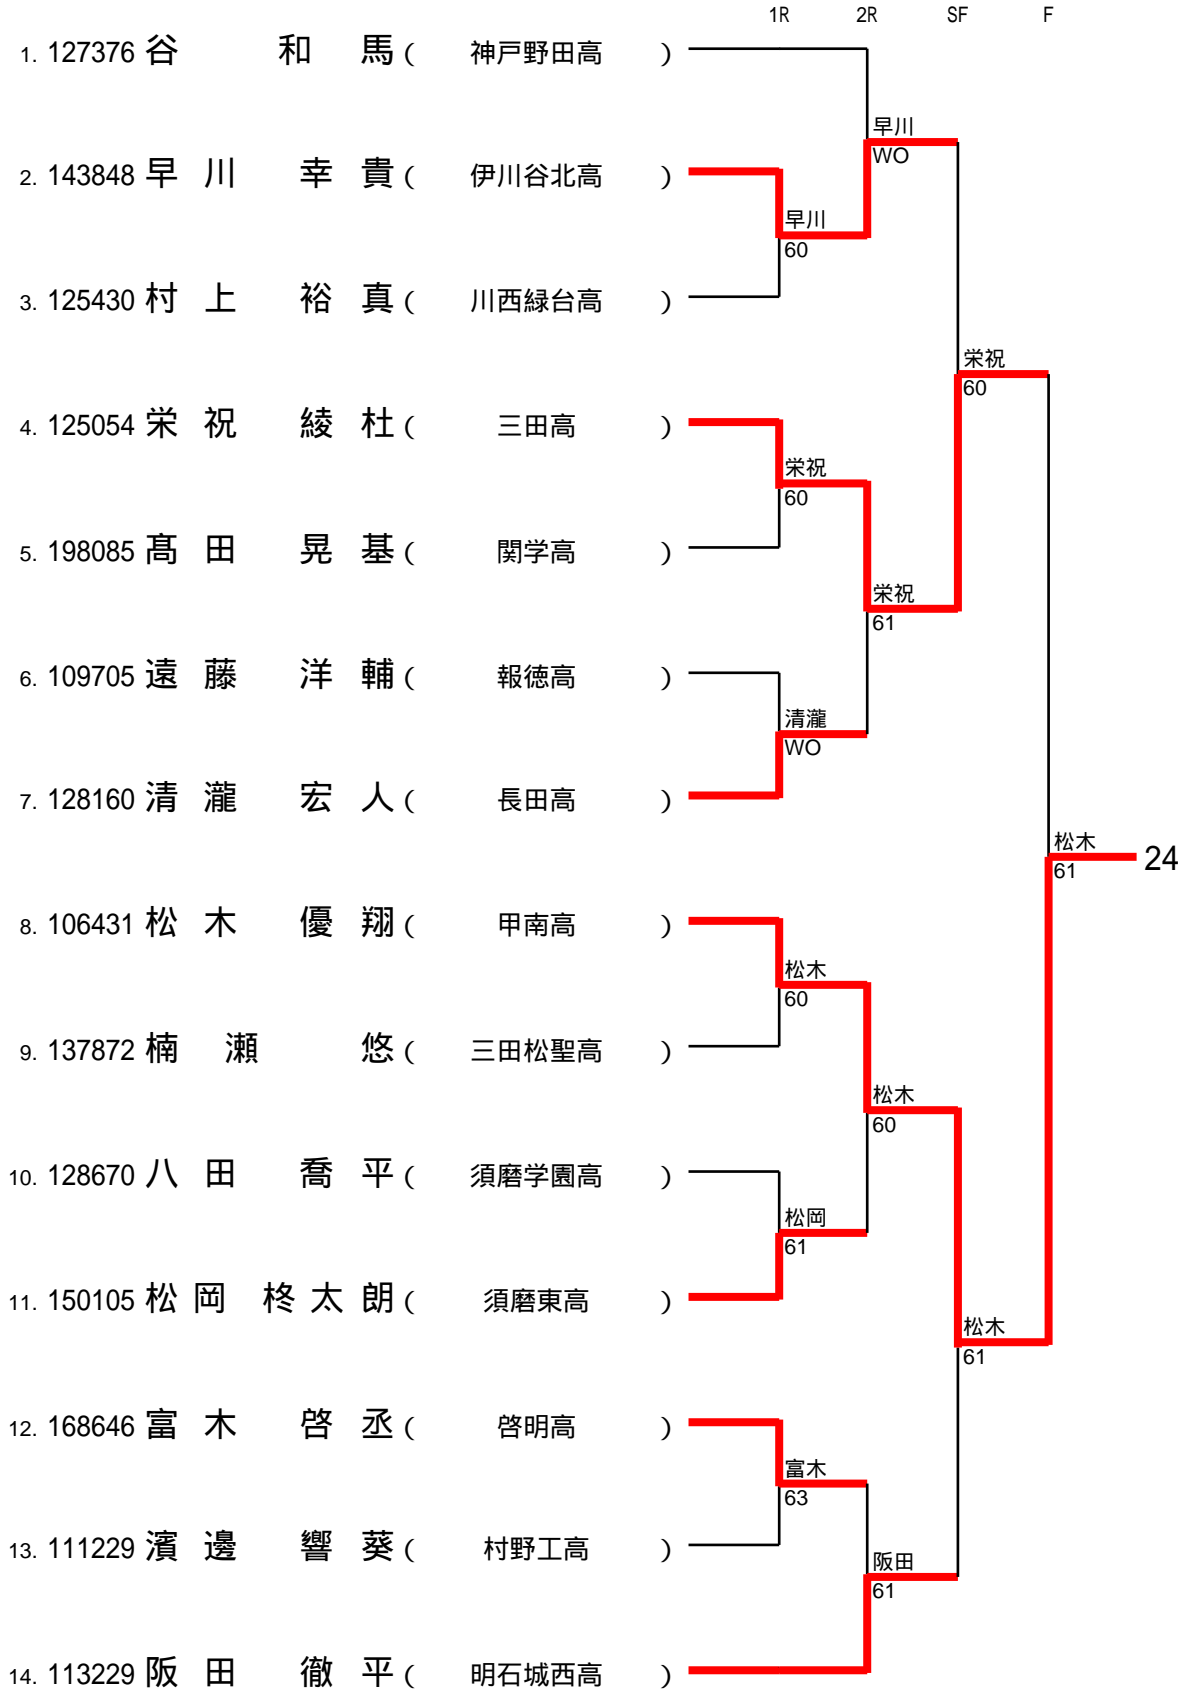 1R 2R SF F
1. 127376 谷 和 馬 ( 神戸野田高 )
早川
WO
2. 143848 早 川 幸 貴 ( 伊川谷北高 )
早川
60
3. 125430 村 上 裕 真 ( 川西緑台高 )
栄祝
60
4. 125054 栄 祝 綾 杜 ( 三田高 )
栄祝
60
5. 198085 髙 田 晃 基 ( 関学高 )
栄祝
61
6. 109705 遠 藤 洋 輔 ( 報徳高 )
清瀧
WO
7. 128160 清 瀧 宏 人 ( 長田高 )
松木
61
24
8. 106431 松 木 優 翔 ( 甲南高 )
松木
60
9. 137872 楠 瀬 悠 ( 三田松聖高 )
松木
60
10. 128670 八 田 喬 平 ( 須磨学園高 )
松岡
61
11. 150105 松 岡 柊 太 朗 ( 須磨東高 )
松木
61
12. 168646 富 木 啓 丞 ( 啓明高 )
富木
63
13. 111229 濱 邊 響 葵 ( 村野工高 )
阪田
61
14. 113229 阪 田 徹 平 ( 明石城西高 )